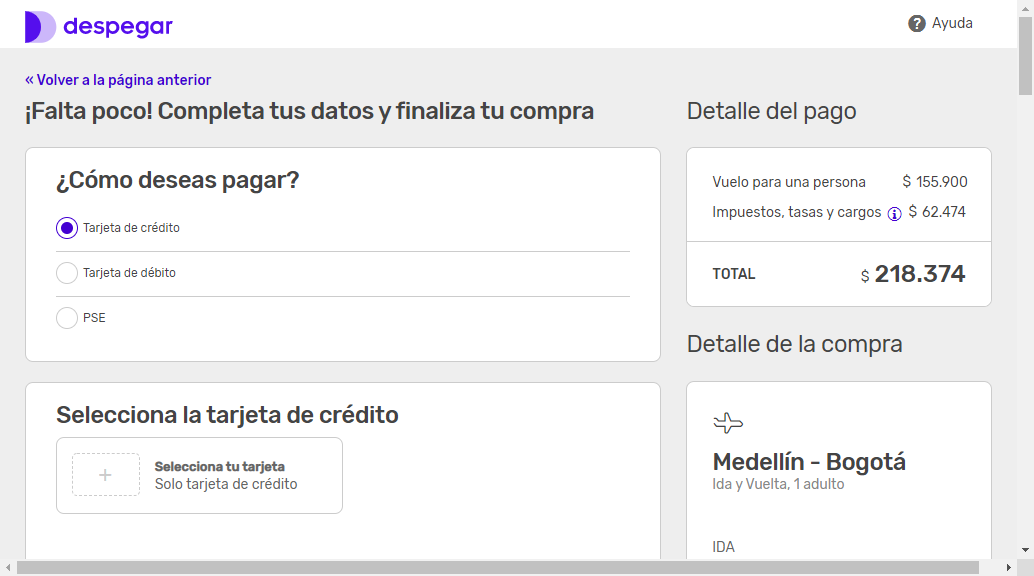 despegar
Ayuda
« Volver a la página anterior
¡Falta poco! Completa tus datos y finaliza tu compra
¿Cómo deseas pagar?
Tarjeta de crédito
Tarjeta de débito
PSE
Selecciona la tarjeta de crédito
Selecciona tu tarjeta
Solo tarjeta de crédito
Detalle del pago
Vuelo para una persona $ 155.900
Impuestos, tasas y cargos $ 62.474
TOTAL $ 218.374
Detalle de la compra
Medellín - Bogotá
Ida y Vuelta, 1 adulto
IDA